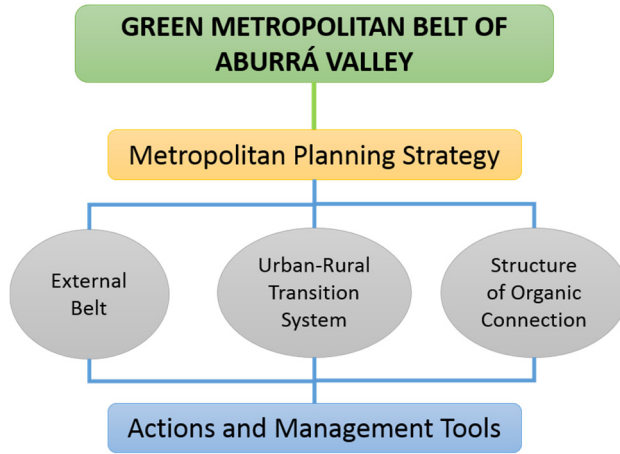 GREEN METROPOLITAN BELT OF
ABURRÁ VALLEY
Metropolitan Planning Strategy
External
Belt
Urban-Rural
Transition
System
Structure
of Organic
Connection
Actions and Management Tools